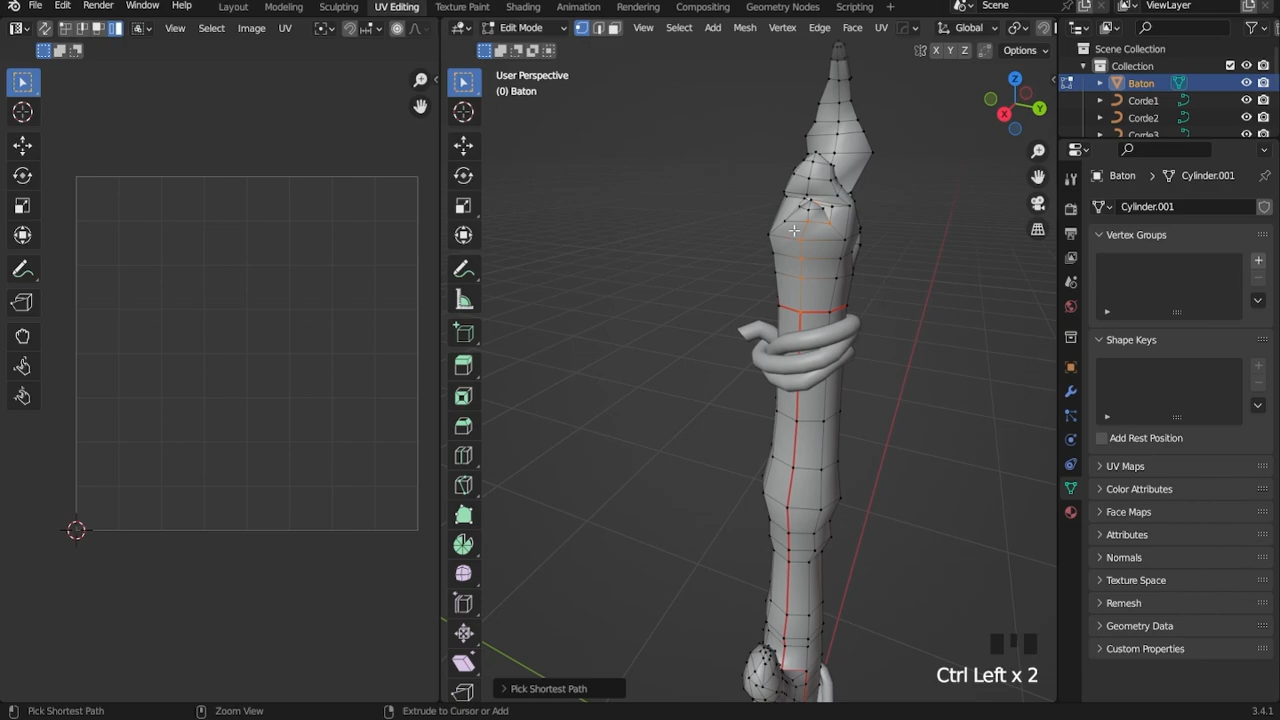 File Edit Render Window Help Layout Modeling Sculpting UV Editing Texture Paint Shading Animation Rendering Compositing Geometry Nodes Scripting + Scene ViewLayer
View Select Image UV
Edit Mode View Select Add Mesh Vertex Edge Face UV Global
X Y Z Options
User Perspective
(0) Baton
Z
Y
X
Scene Collection
Collection
Baton
Corde1
Corde2
Corde3
Baton > Cylinder.001
Cylinder.001
Vertex Groups
Shape Keys
Add Rest Position
UV Maps
Color Attributes
Face Maps
Attributes
Normals
Texture Space
Remesh
Geometry Data
Custom Properties
Ctrl Left x 2
> Pick Shortest Path
Pick Shortest Path Zoom View Extrude to Cursor or Add 3.4.1